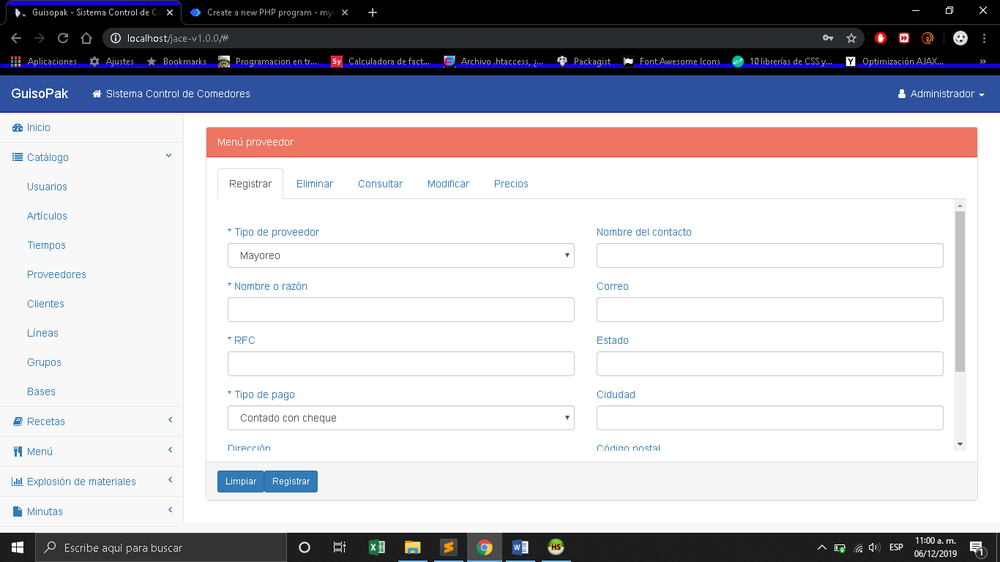 Guisopak - Sistema Control de Co
Create a new PHP program - my
localhost/jace-v1.0.0/#
Aplicaciones Ajustes Bookmarks Programacion en tr... Sy Calculadora de fact... Archivo .htaccess, ¿... Packagist Font Awesome Icons 10 librerías de CSS y... Y Optimización AJAX... »
GuisoPak Sistema Control de Comedores Administrador
Inicio
Catálogo
Usuarios
Artículos
Tiempos
Proveedores
Clientes
Líneas
Grupos
Bases
Recetas
Menú
Explosión de materiales
Minutas
Menú proveedor
Registrar Eliminar Consultar Modificar Precios
* Tipo de proveedor
Mayoreo
* Nombre o razón
* RFC
* Tipo de pago
Contado con cheque
Dirección
Nombre del contacto
Correo
Estado
Cidudad
Código postal
Limpiar Registrar
Escribe aquí para buscar
HS
ESP
11:00 a. m.
06/12/2019
1